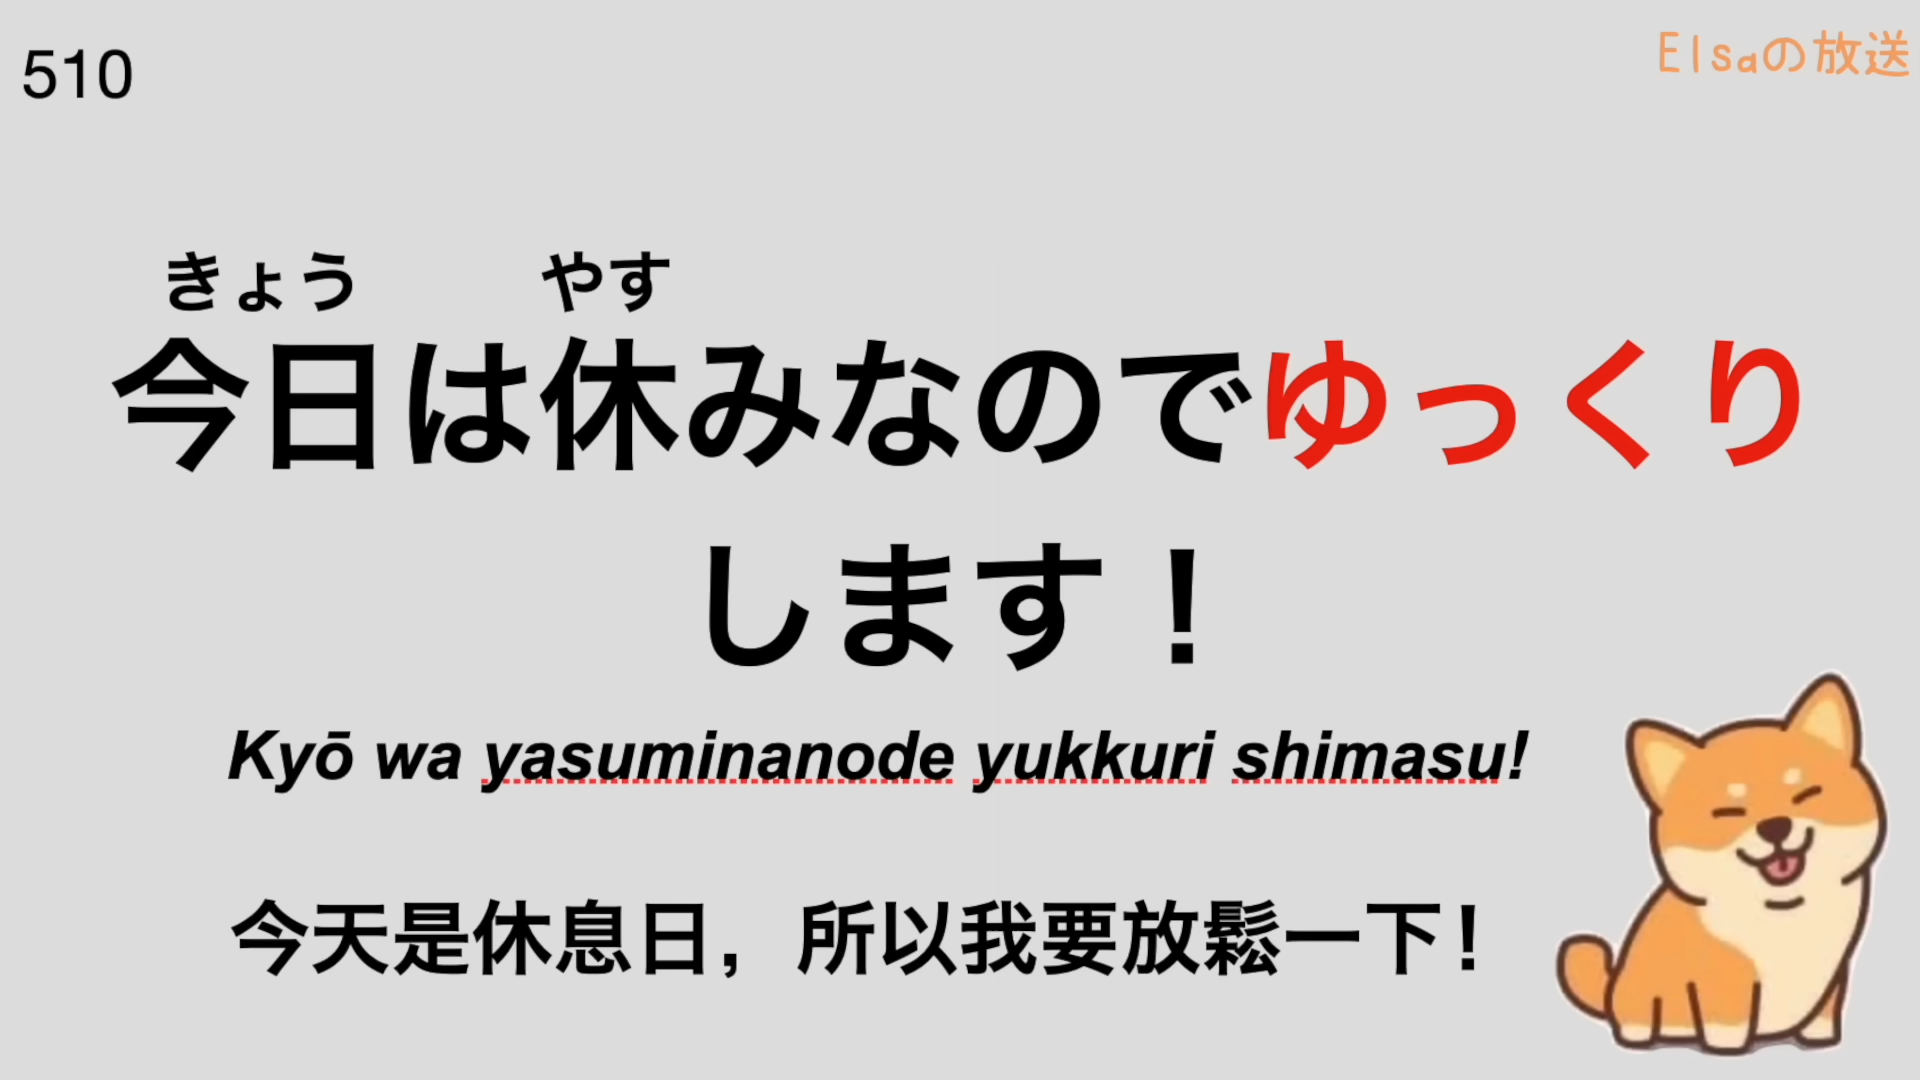 510
Elsaの放送
きょう やす
今日は休みなのでゆっくり
します！
Kyō wa yasuminanode yukkuri shimasu!
今天是休息日，所以我要放鬆一下！